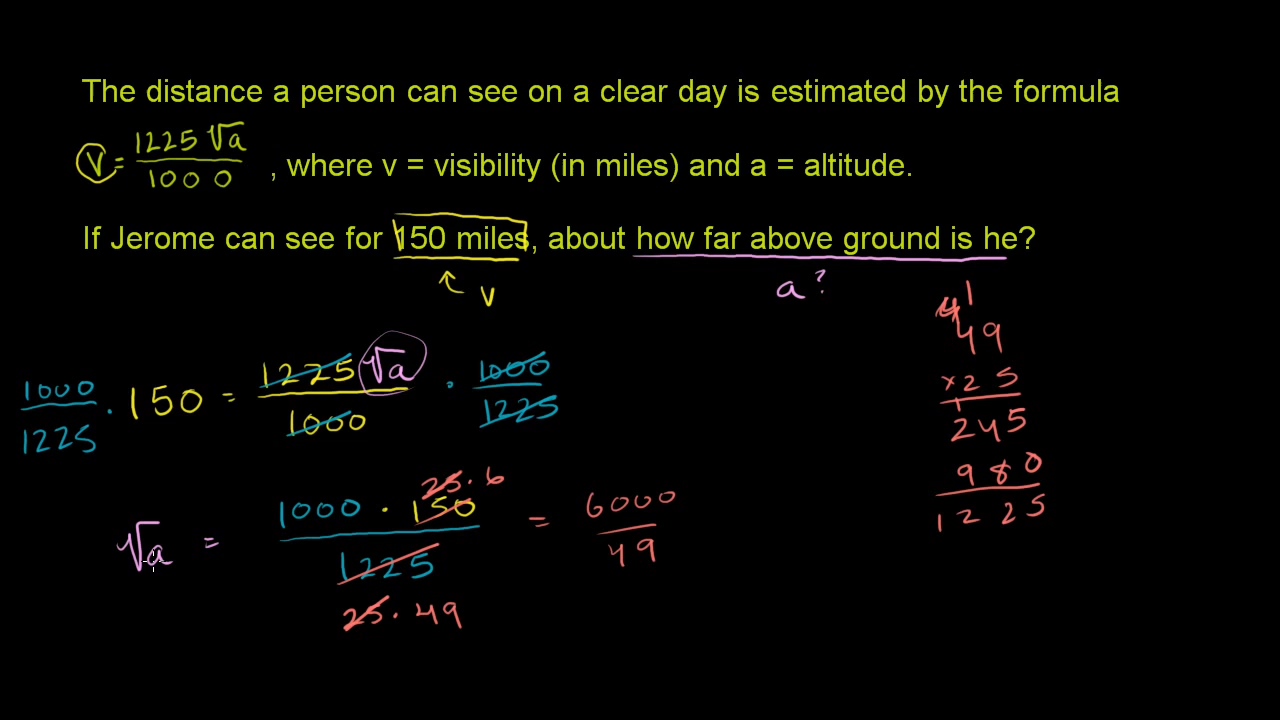 The distance a person can see on a clear day is estimated by the formula
v = 1225 √a / 1000 , where v = visibility (in miles) and a = altitude.
If Jerome can see for 150 miles, about how far above ground is he?
v
a?
1000/1225 · 150 = 1225 √a / 1000 · 1000/1225
√a = 1000 · 150 / 1225 = 6000 / 49
25 · 6
25 · 49
4 1
49
×25
1
245
980
1225